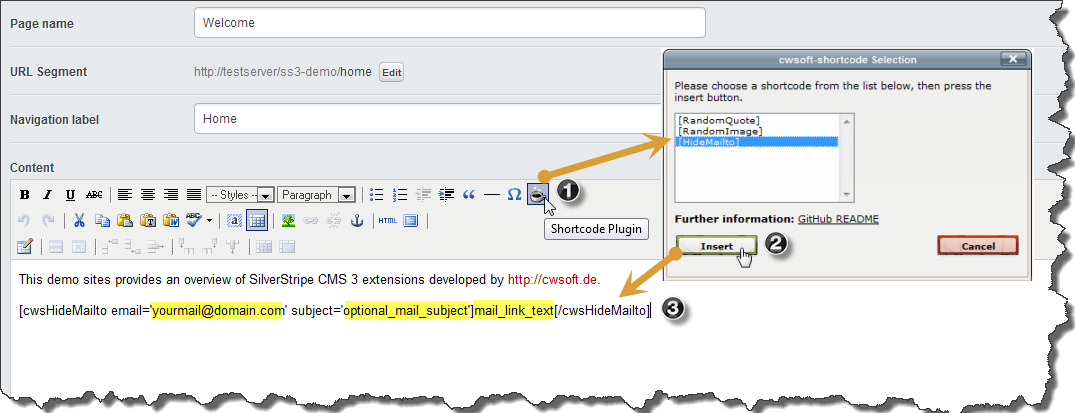 Page name
Welcome
URL Segment
http://testserver/ss3-demo/home
Edit
Navigation label
Home
Content
B I U ABC
-- Styles --
Paragraph
Ω
1
T
W
ABC
a
HTML
Shortcode Plugin
This demo sites provides an overview of SilverStripe CMS 3 extensions developed by http://cwsoft.de.
[cwsHideMailto email='yourmail@domain.com' subject='optional_mail_subject']mail_link_text[/cwsHideMailto]
3
cwsoft-shortcode Selection
Please choose a shortcode from the list below, then press the
insert button.
[RandomQuote]
[RandomImage]
[HideMailto]
Further information: GitHub README
Insert
2
Cancel